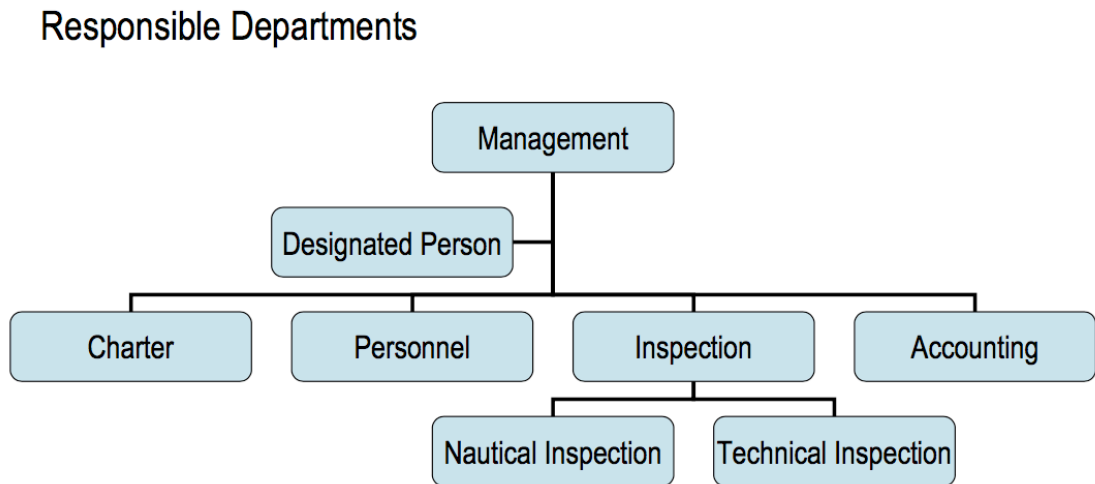 Responsible Departments
Management
Designated Person
Charter
Personnel
Inspection
Accounting
Nautical Inspection
Technical Inspection